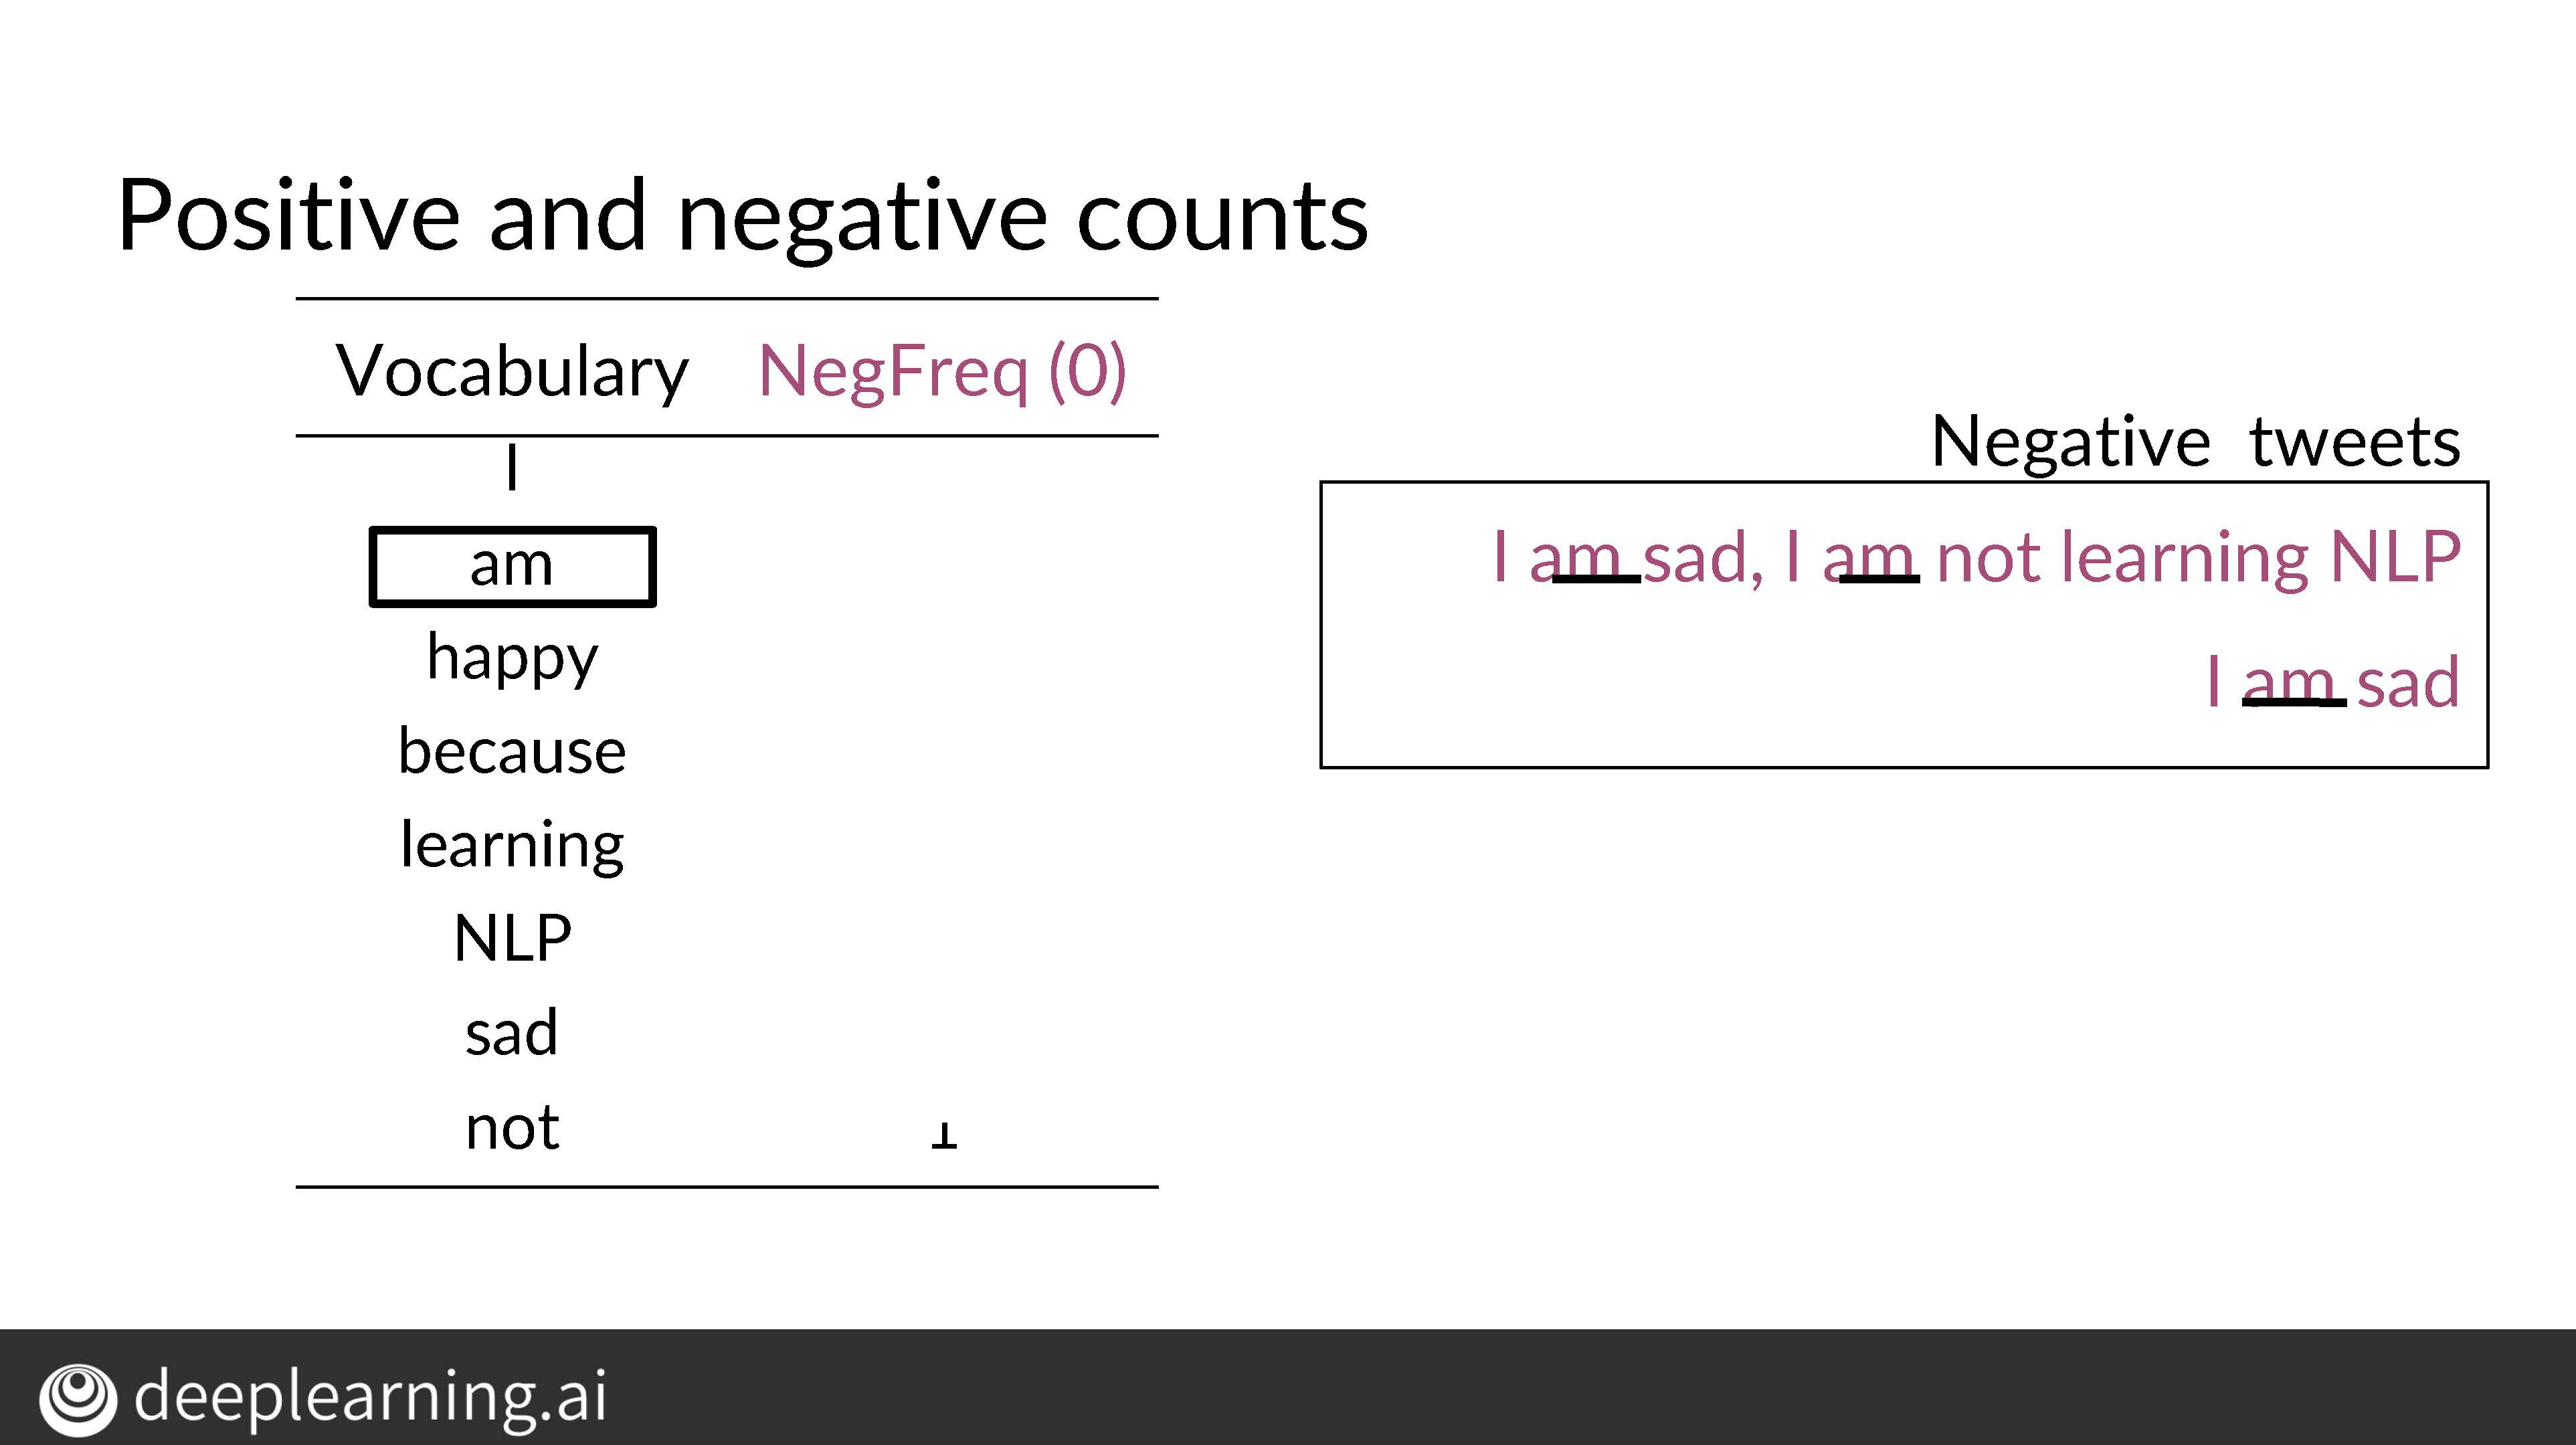 Positive and negative counts
Vocabulary NegFreq (0)
I
am
happy
because
learning
NLP
sad
not
Negative tweets
I am sad, I am not learning NLP
I am sad
deeplearning.ai